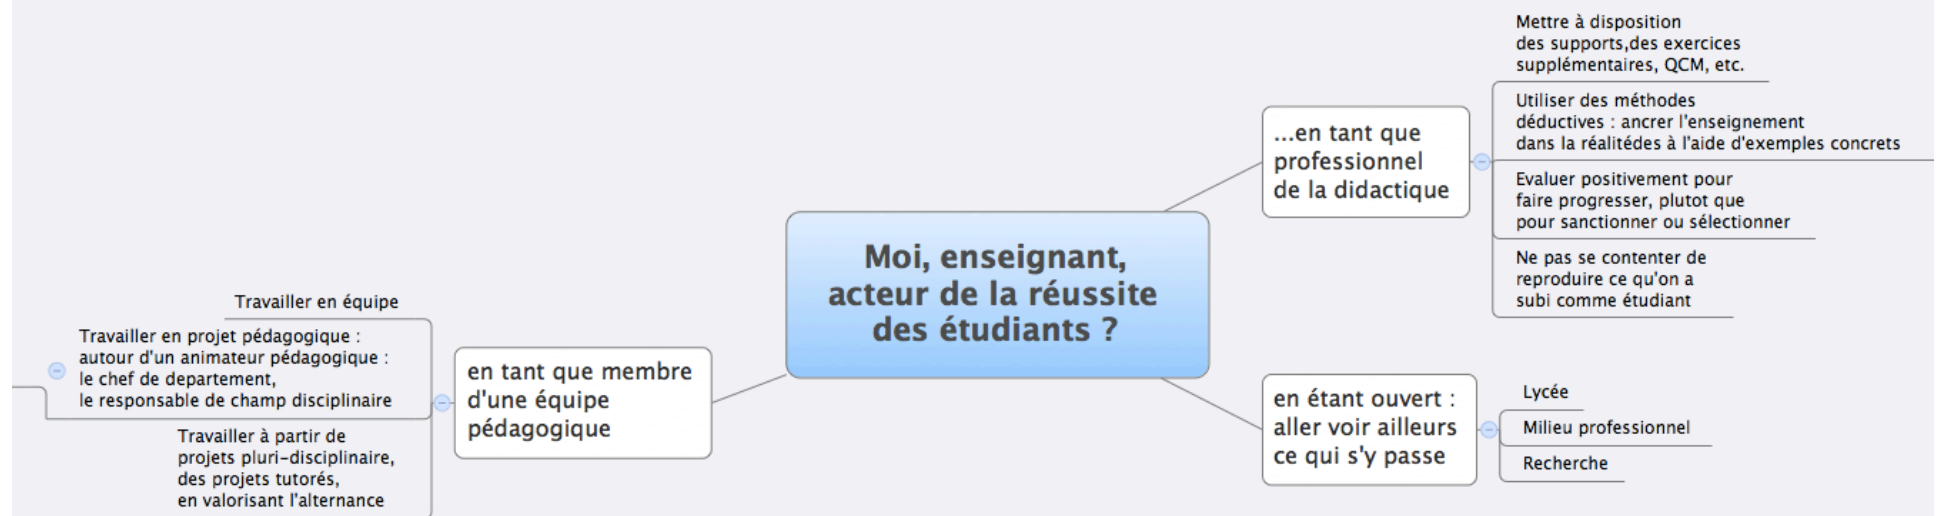 Moi, enseignant,
acteur de la réussite
des étudiants ?
...en tant que
professionnel
de la didactique
Mettre à disposition
des supports,des exercices
supplémentaires, QCM, etc.
Utiliser des méthodes
déductives : ancrer l'enseignement
dans la réalitédes à l'aide d'exemples concrets
Evaluer positivement pour
faire progresser, plutot que
pour sanctionner ou sélectionner
Ne pas se contenter de
reproduire ce qu'on a
subi comme étudiant
en étant ouvert :
aller voir ailleurs
ce qui s'y passe
Lycée
Milieu professionnel
Recherche
en tant que membre
d'une équipe
pédagogique
Travailler en équipe
Travailler en projet pédagogique :
autour d'un animateur pédagogique :
le chef de departement,
le responsable de champ disciplinaire
Travailler à partir de
projets pluri-disciplinaire,
des projets tutorés,
en valorisant l'alternance